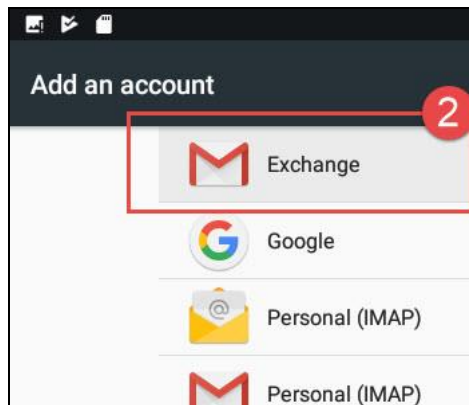 Add an account
2
Exchange
Google
Personal (IMAP)
Personal (IMAP)